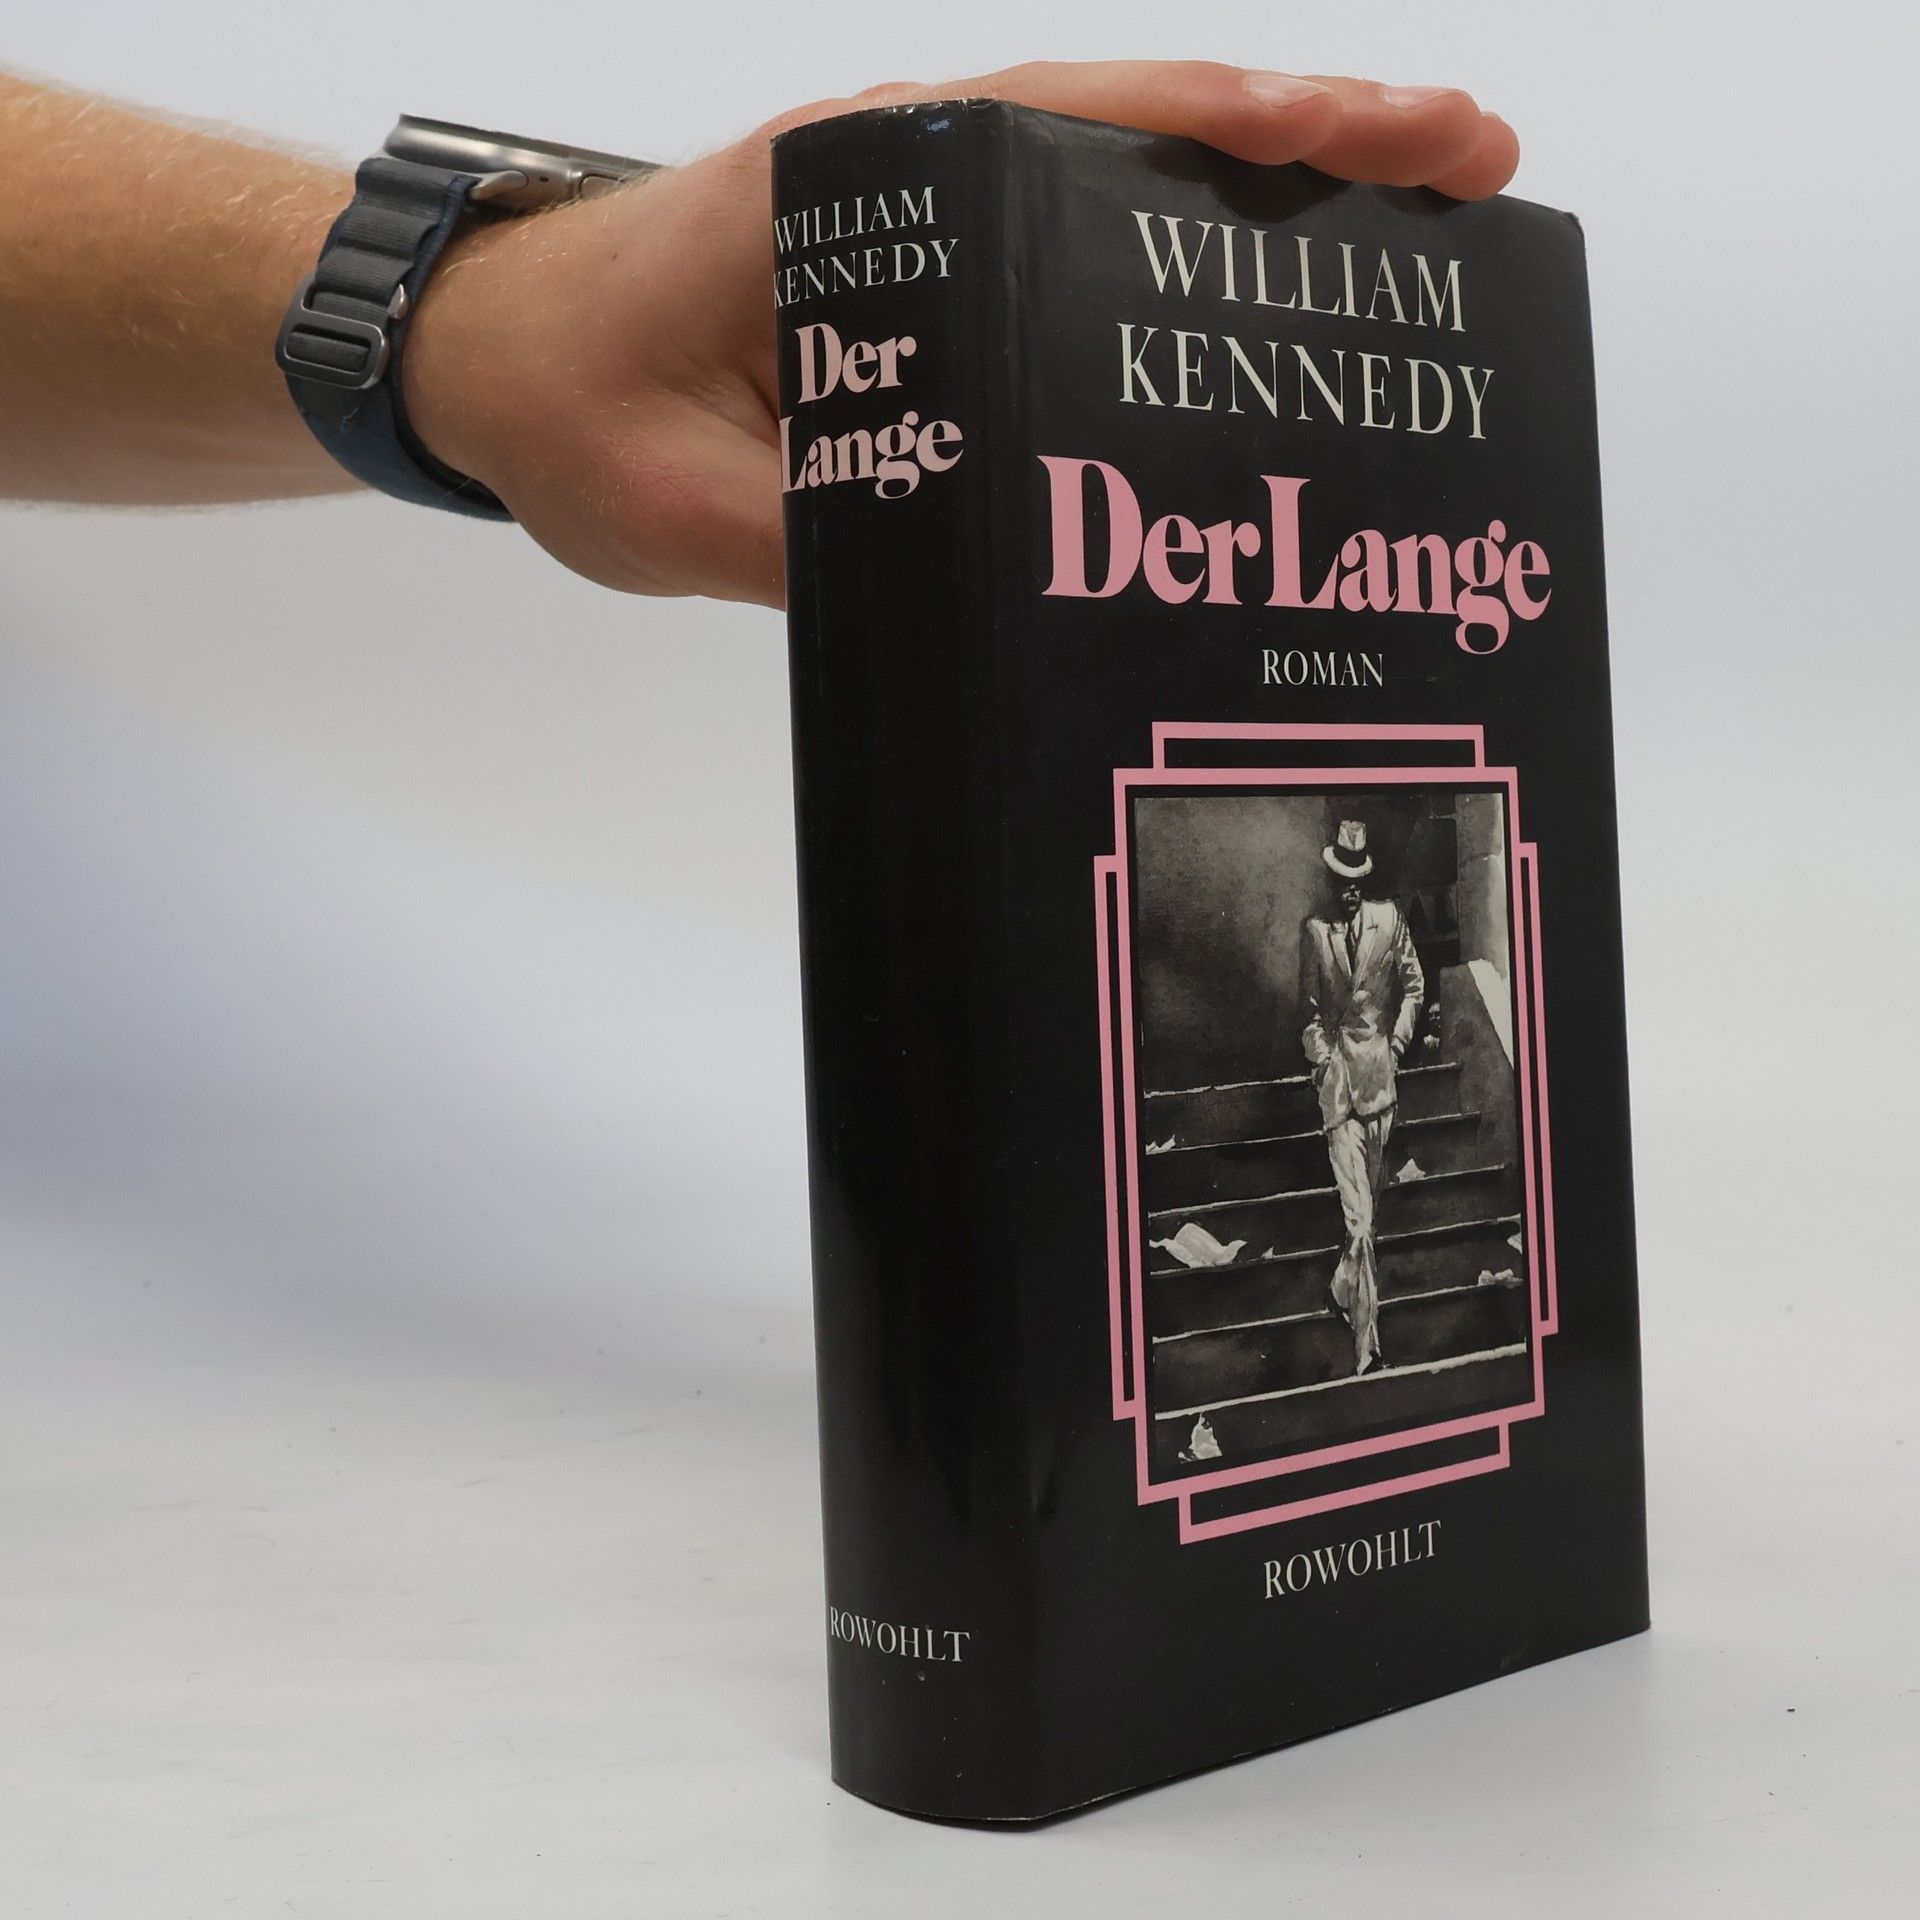 WILLIAM
KENNEDY
Der
Lange
ROWOHLT
WILLIAM
KENNEDY
Der Lange
ROMAN
ROWOHLT